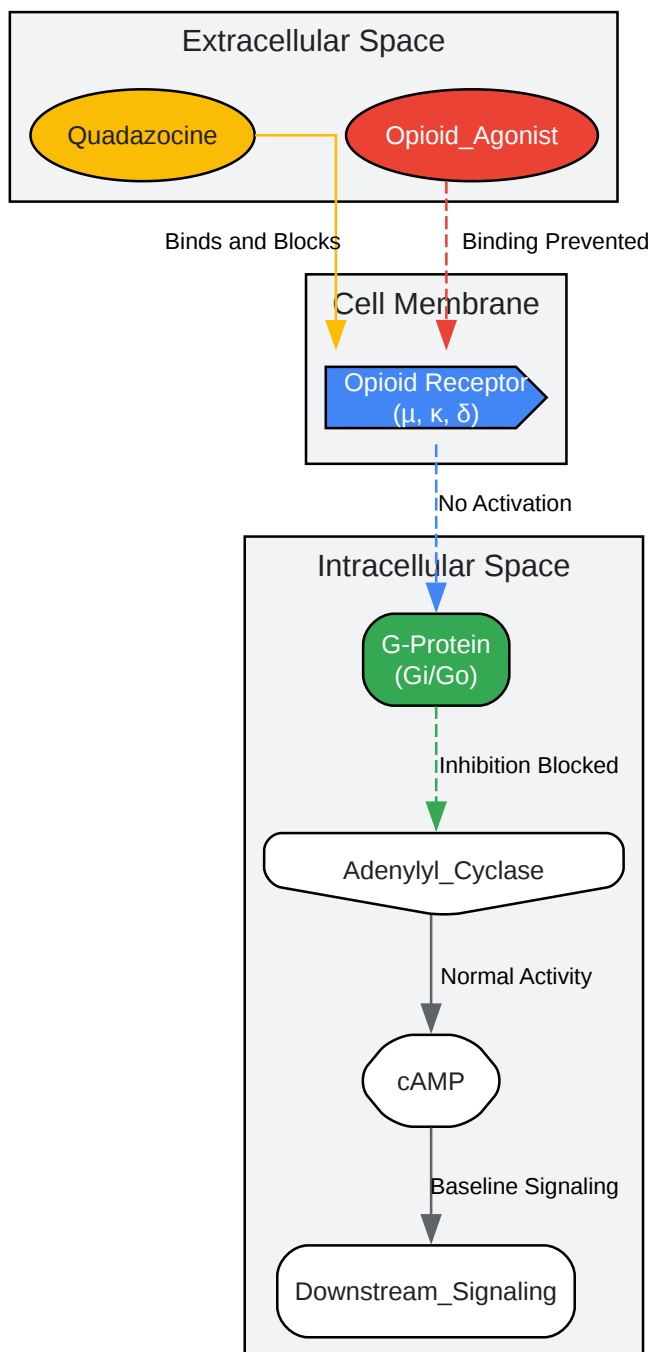 Extracellular Space
Quadazocine
Opioid_Agonist
Binds and Blocks
Binding Prevented
Cell Membrane
Opioid Receptor
(μ, κ, δ)
No Activation
Intracellular Space
G-Protein
(Gi/Go)
Inhibition Blocked
Adenylyl_Cyclase
Normal Activity
cAMP
Baseline Signaling
Downstream_Signaling